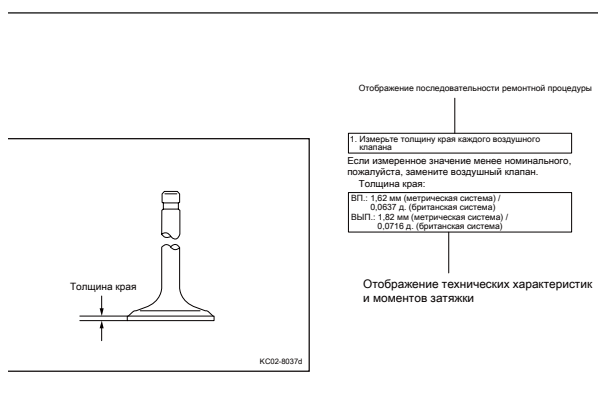 Отображение последовательности ремонтной процедуры
1. Измерьте толщину края каждого воздушного
клапана
Если измеренное значение менее номинального,
пожалуйста, замените воздушный клапан.
Толщина края:
ВП.: 1,62 мм (метрическая система) /
0,0637 д. (британская система)
ВЫП.: 1,82 мм (метрическая система) /
0,0716 д. (британская система)
Отображение технических характеристик
и моментов затяжки
Толщина края
KC02-8037d